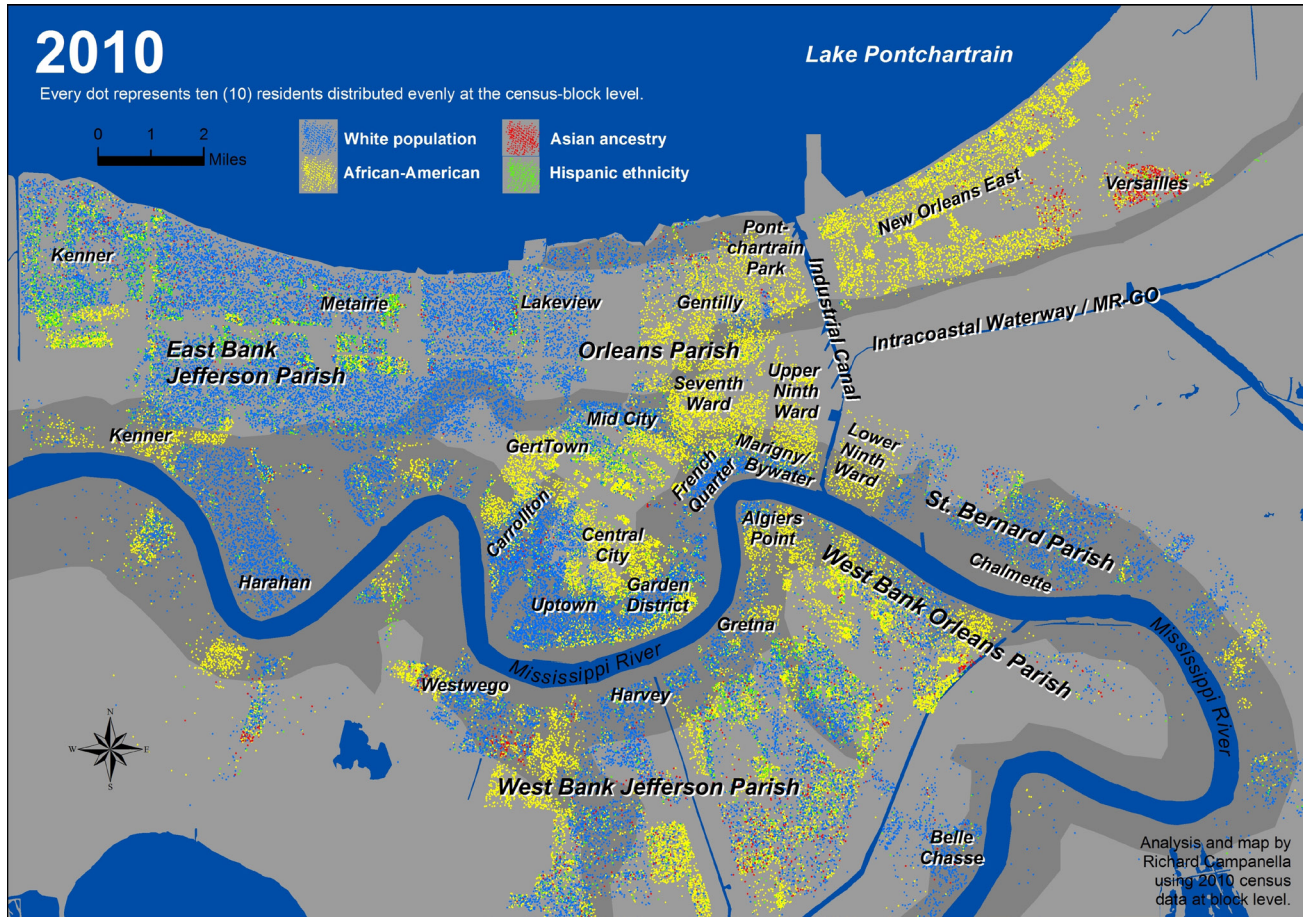 2010
Every dot represents ten (10) residents distributed evenly at the census-block level.
0 1 2
Miles
White population
African-American
Asian ancestry
Hispanic ethnicity
Lake Pontchartrain
Versailles
New Orleans East
Pont-
chartrain
Park
Kenner
Metairie
Lakeview
Gentilly
Industrial Canal
Intracoastal Waterway / MR-GO
East Bank
Jefferson Parish
Orleans Parish
Seventh
Ward
Upper
Ninth
Ward
Mid City
Kenner
GertTown
Marigny/
Bywater
Lower
Ninth
Ward
French
Quarter
Carrollton
St. Bernard Parish
Algiers
Point
Central
City
Chalmette
Harahan
Uptown
Garden
District
West Bank Orleans Parish
Gretna
Mississippi River
Mississippi River
Westwego
Harvey
N
W
E
S
West Bank Jefferson Parish
Belle
Chasse
Analysis and map by
Richard Campanella
using 2010 census
data at block level.